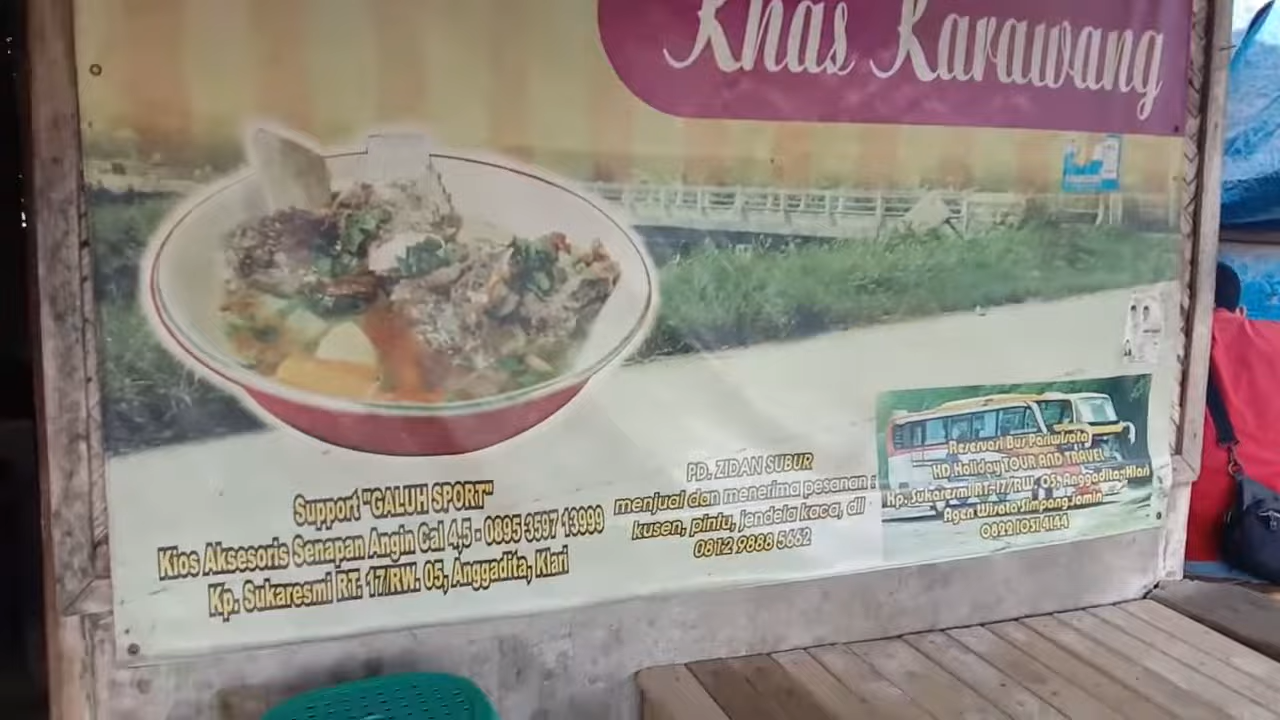 Khas Karawang
Support "GALUH SPORT"
Kios Aksesoris Senapan Angin Cal 4,5 - 0895 3597 13999
Kp. Sukaresmi RT. 17/RW. 05, Anggadita, Klari
PD. ZIDAN SUBUR
menjual dan menerima pesanan :
kusen, pintu, jendela kaca, dll
0812 9888 5662
Reservasi Bus Pariwisata
HD Holiday TOUR AND TRAVEL
Kp. Sukaresmi RT-17/RW. 05, Anggadita, Klari
Agen Wisata Simpang Jomin
0822 1051 4144